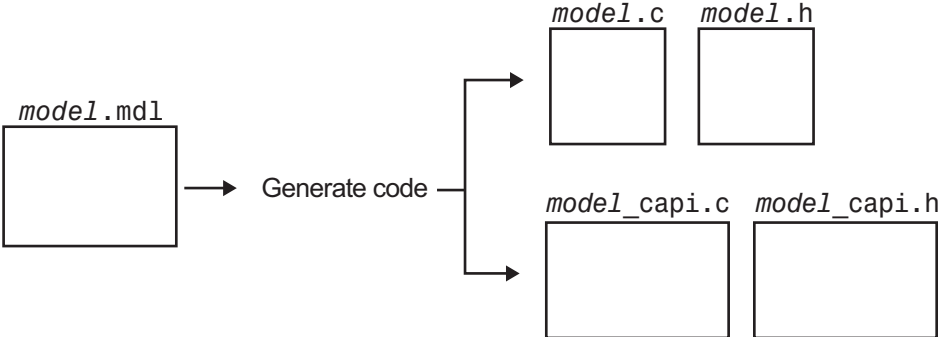 model.c model.h
model.mdl
Generate code
model_capi.c model_capi.h